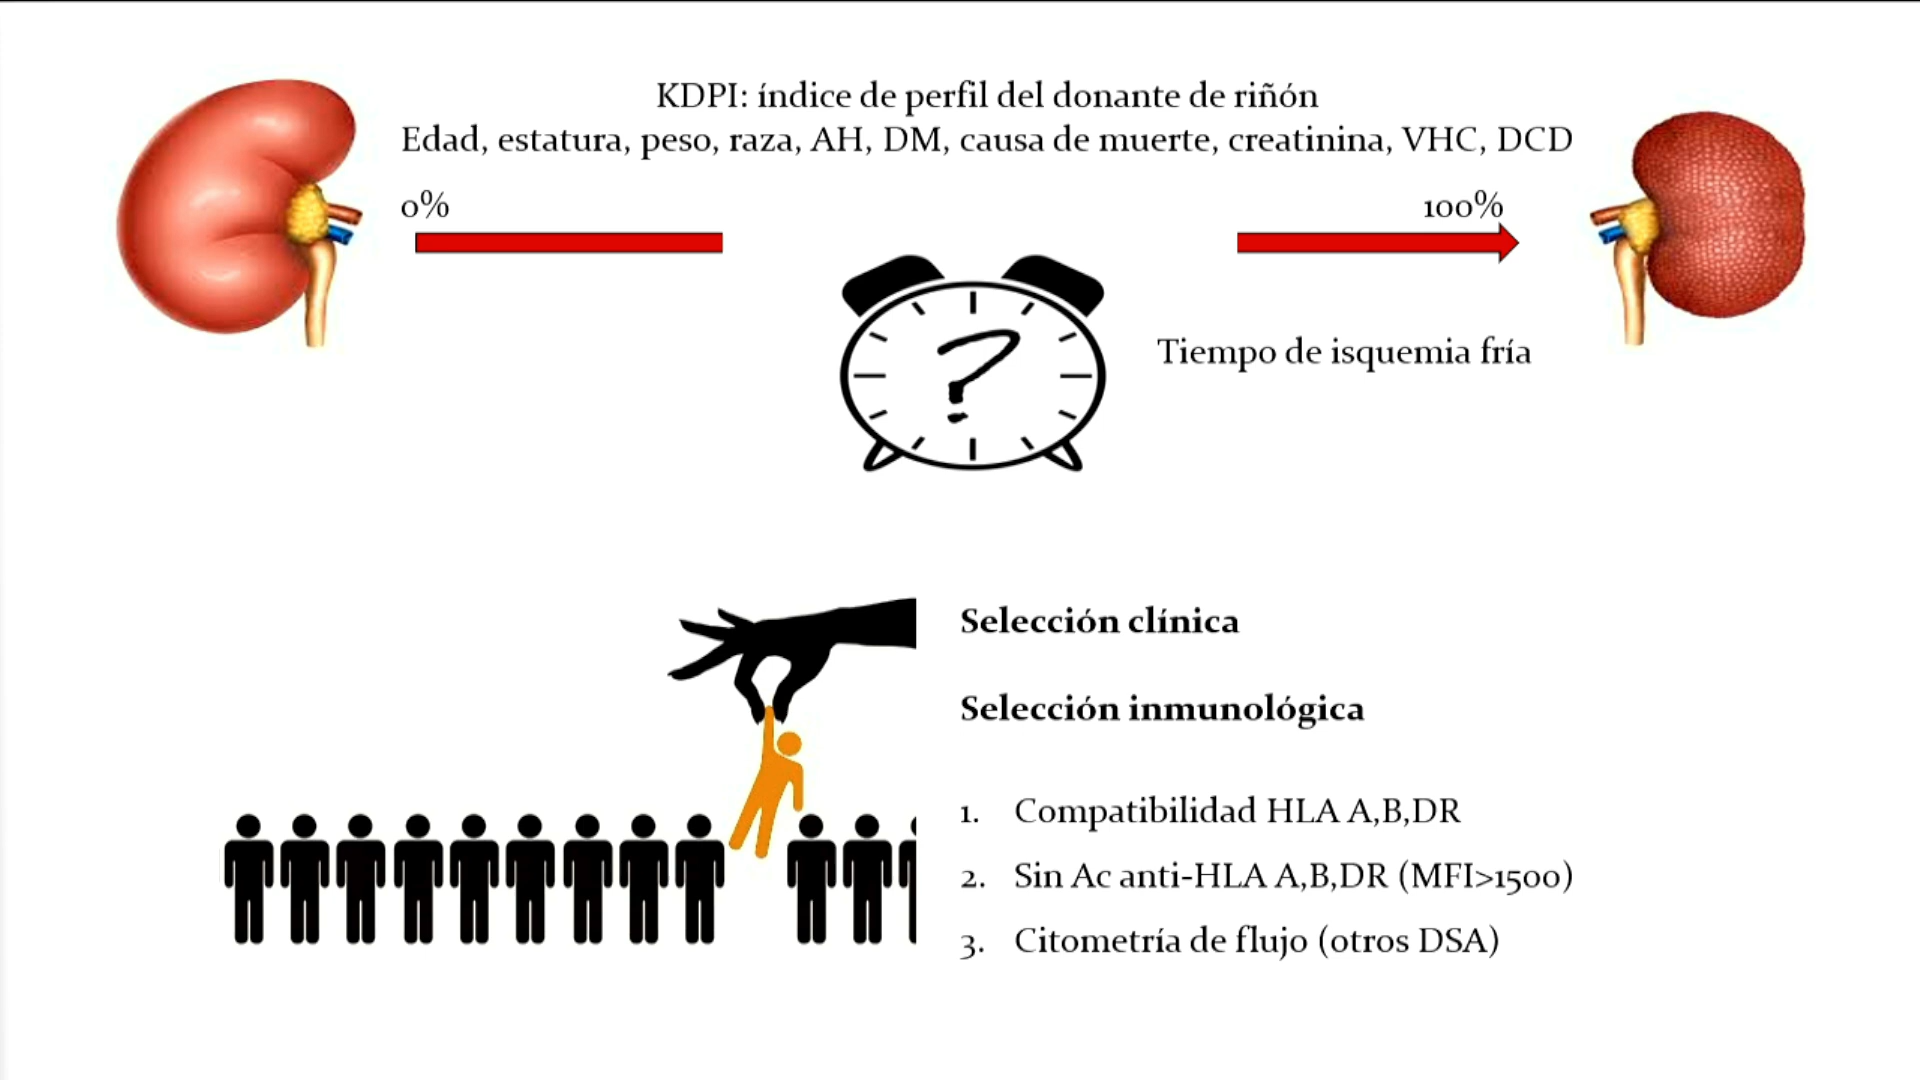 KDPI: índice de perfil del donante de riñón
Edad, estatura, peso, raza, AH, DM, causa de muerte, creatinina, VHC, DCD
0%
100%
?
Tiempo de isquemia fría
Selección clínica
Selección inmunológica
1. Compatibilidad HLA A,B,DR
2. Sin Ac anti-HLA A,B,DR (MFI>1500)
3. Citometría de flujo (otros DSA)